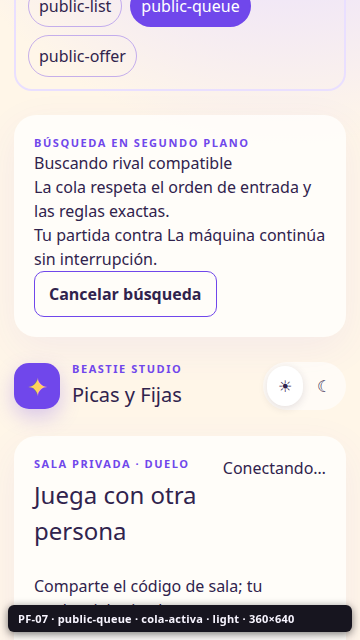 public-list public-queue
public-offer
BÚSQUEDA EN SEGUNDO PLANO
Buscando rival compatible
La cola respeta el orden de entrada y
las reglas exactas.
Tu partida contra La máquina continúa
sin interrupción.
Cancelar búsqueda
BEASTIE STUDIO
Picas y Fijas
SALA PRIVADA · DUELO
Conectando...
Juega con otra
persona
Comparte el código de sala; tu
PF-07 · public-queue · cola-activa · light · 360×640